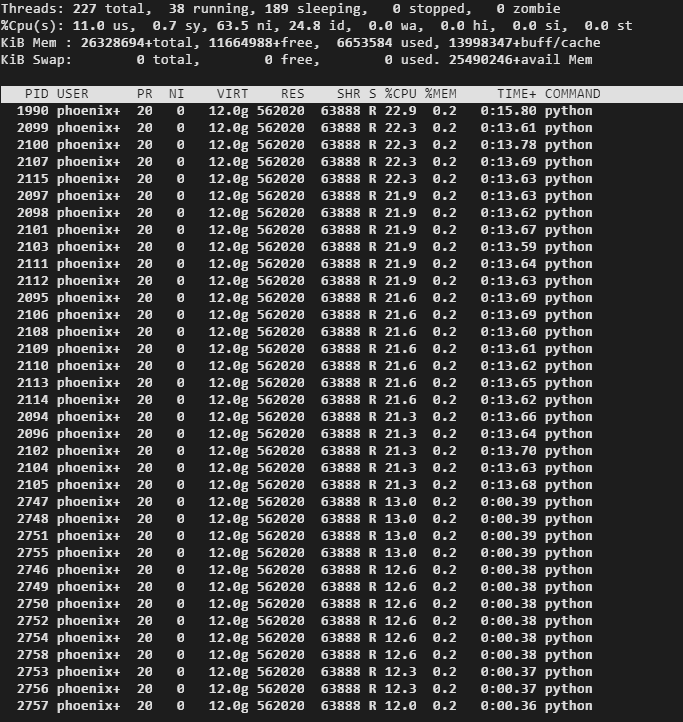 Threads: 227 total,  38 running, 189 sleeping,   0 stopped,   0 zombie
%Cpu(s): 11.0 us,  0.7 sy, 63.5 ni, 24.8 id,  0.0 wa,  0.0 hi,  0.0 si,  0.0 st
KiB Mem : 26328694+total, 11664988+free,  6653584 used, 13998347+buff/cache
KiB Swap:        0 total,        0 free,        0 used. 25490246+avail Mem
PID USER      PR  NI    VIRT    RES    SHR S %CPU %MEM     TIME+ COMMAND
1990 phoenix+  20   0   12.0g 562020  63888 R 22.9  0.2   0:15.80 python
2099 phoenix+  20   0   12.0g 562020  63888 R 22.3  0.2   0:13.61 python
2100 phoenix+  20   0   12.0g 562020  63888 R 22.3  0.2   0:13.78 python
2107 phoenix+  20   0   12.0g 562020  63888 R 22.3  0.2   0:13.69 python
2115 phoenix+  20   0   12.0g 562020  63888 R 22.3  0.2   0:13.63 python
2097 phoenix+  20   0   12.0g 562020  63888 R 21.9  0.2   0:13.63 python
2098 phoenix+  20   0   12.0g 562020  63888 R 21.9  0.2   0:13.62 python
2101 phoenix+  20   0   12.0g 562020  63888 R 21.9  0.2   0:13.67 python
2103 phoenix+  20   0   12.0g 562020  63888 R 21.9  0.2   0:13.59 python
2111 phoenix+  20   0   12.0g 562020  63888 R 21.9  0.2   0:13.64 python
2112 phoenix+  20   0   12.0g 562020  63888 R 21.9  0.2   0:13.63 python
2095 phoenix+  20   0   12.0g 562020  63888 R 21.6  0.2   0:13.69 python
2106 phoenix+  20   0   12.0g 562020  63888 R 21.6  0.2   0:13.69 python
2108 phoenix+  20   0   12.0g 562020  63888 R 21.6  0.2   0:13.60 python
2109 phoenix+  20   0   12.0g 562020  63888 R 21.6  0.2   0:13.61 python
2110 phoenix+  20   0   12.0g 562020  63888 R 21.6  0.2   0:13.62 python
2113 phoenix+  20   0   12.0g 562020  63888 R 21.6  0.2   0:13.65 python
2114 phoenix+  20   0   12.0g 562020  63888 R 21.6  0.2   0:13.62 python
2094 phoenix+  20   0   12.0g 562020  63888 R 21.3  0.2   0:13.66 python
2096 phoenix+  20   0   12.0g 562020  63888 R 21.3  0.2   0:13.64 python
2102 phoenix+  20   0   12.0g 562020  63888 R 21.3  0.2   0:13.70 python
2104 phoenix+  20   0   12.0g 562020  63888 R 21.3  0.2   0:13.63 python
2105 phoenix+  20   0   12.0g 562020  63888 R 21.3  0.2   0:13.68 python
2747 phoenix+  20   0   12.0g 562020  63888 R 13.0  0.2   0:00.39 python
2748 phoenix+  20   0   12.0g 562020  63888 R 13.0  0.2   0:00.39 python
2751 phoenix+  20   0   12.0g 562020  63888 R 13.0  0.2   0:00.39 python
2755 phoenix+  20   0   12.0g 562020  63888 R 13.0  0.2   0:00.39 python
2746 phoenix+  20   0   12.0g 562020  63888 R 12.6  0.2   0:00.38 python
2749 phoenix+  20   0   12.0g 562020  63888 R 12.6  0.2   0:00.38 python
2750 phoenix+  20   0   12.0g 562020  63888 R 12.6  0.2   0:00.38 python
2752 phoenix+  20   0   12.0g 562020  63888 R 12.6  0.2   0:00.38 python
2754 phoenix+  20   0   12.0g 562020  63888 R 12.6  0.2   0:00.38 python
2758 phoenix+  20   0   12.0g 562020  63888 R 12.6  0.2   0:00.38 python
2753 phoenix+  20   0   12.0g 562020  63888 R 12.3  0.2   0:00.37 python
2756 phoenix+  20   0   12.0g 562020  63888 R 12.3  0.2   0:00.37 python
2757 phoenix+  20   0   12.0g 562020  63888 R 12.0  0.2   0:00.36 python